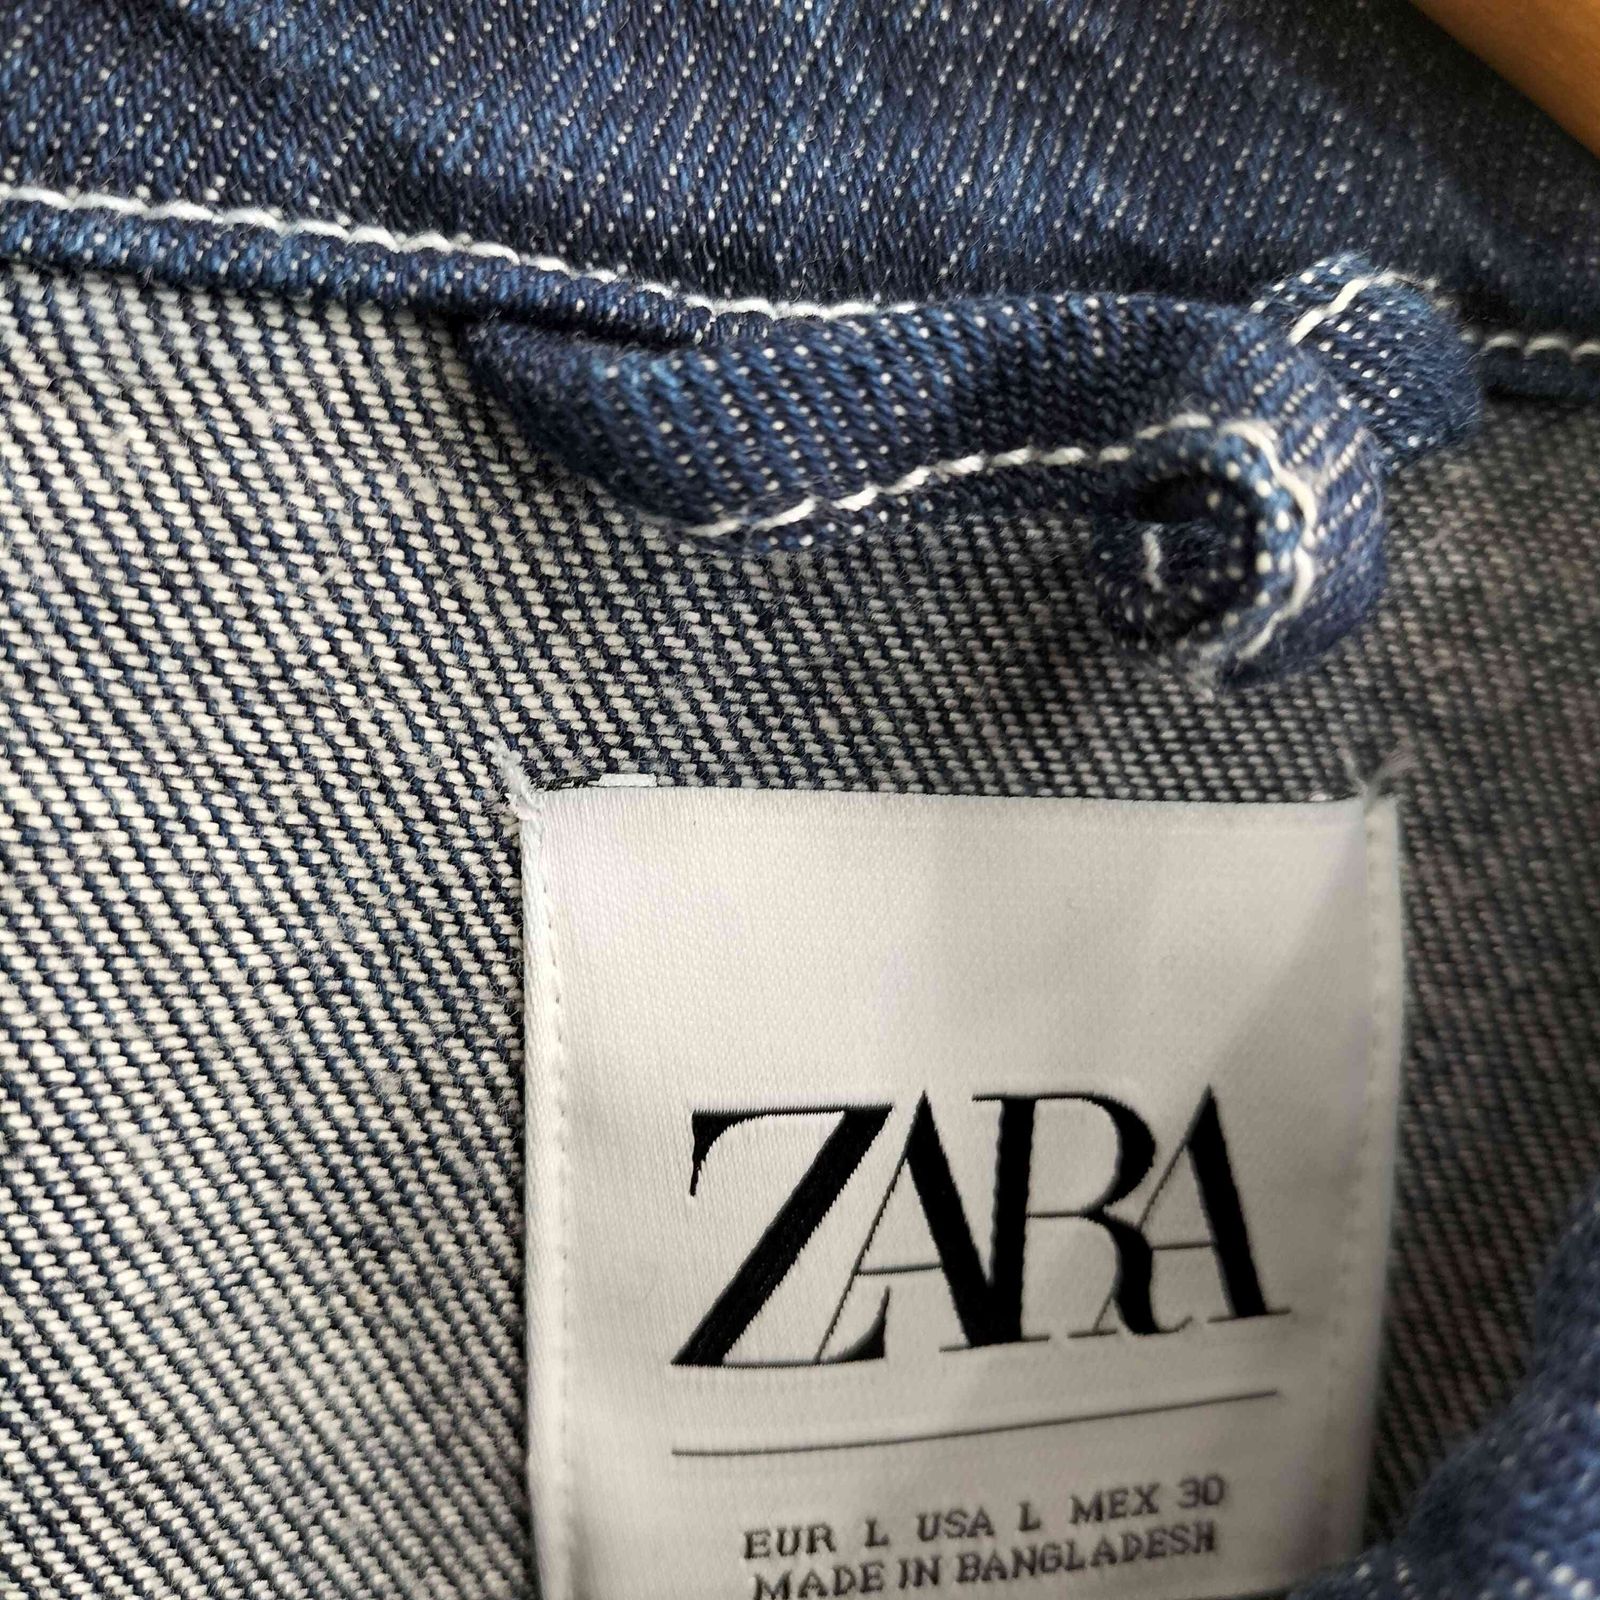 ZARA
EUR L USA L MEX 30
MADE IN BANGLADESH